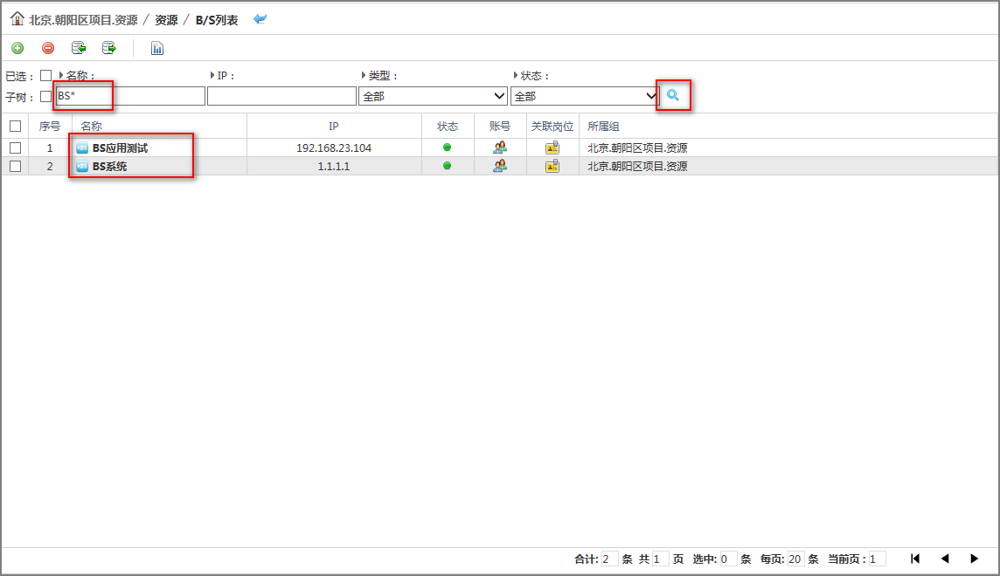 北京.朝阳区项目.资源 / 资源 / B/S列表
已选： 名称： IP： 类型： 状态：
子树： BS* 全部 全部
序号 名称 IP 状态 账号 关联岗位 所属组
1 BS应用测试 192.168.23.104 北京.朝阳区项目.资源
2 BS系统 1.1.1.1 北京.朝阳区项目.资源
合计: 2 条 共 1 页 选中: 0 条 每页: 20 条 当前页： 1